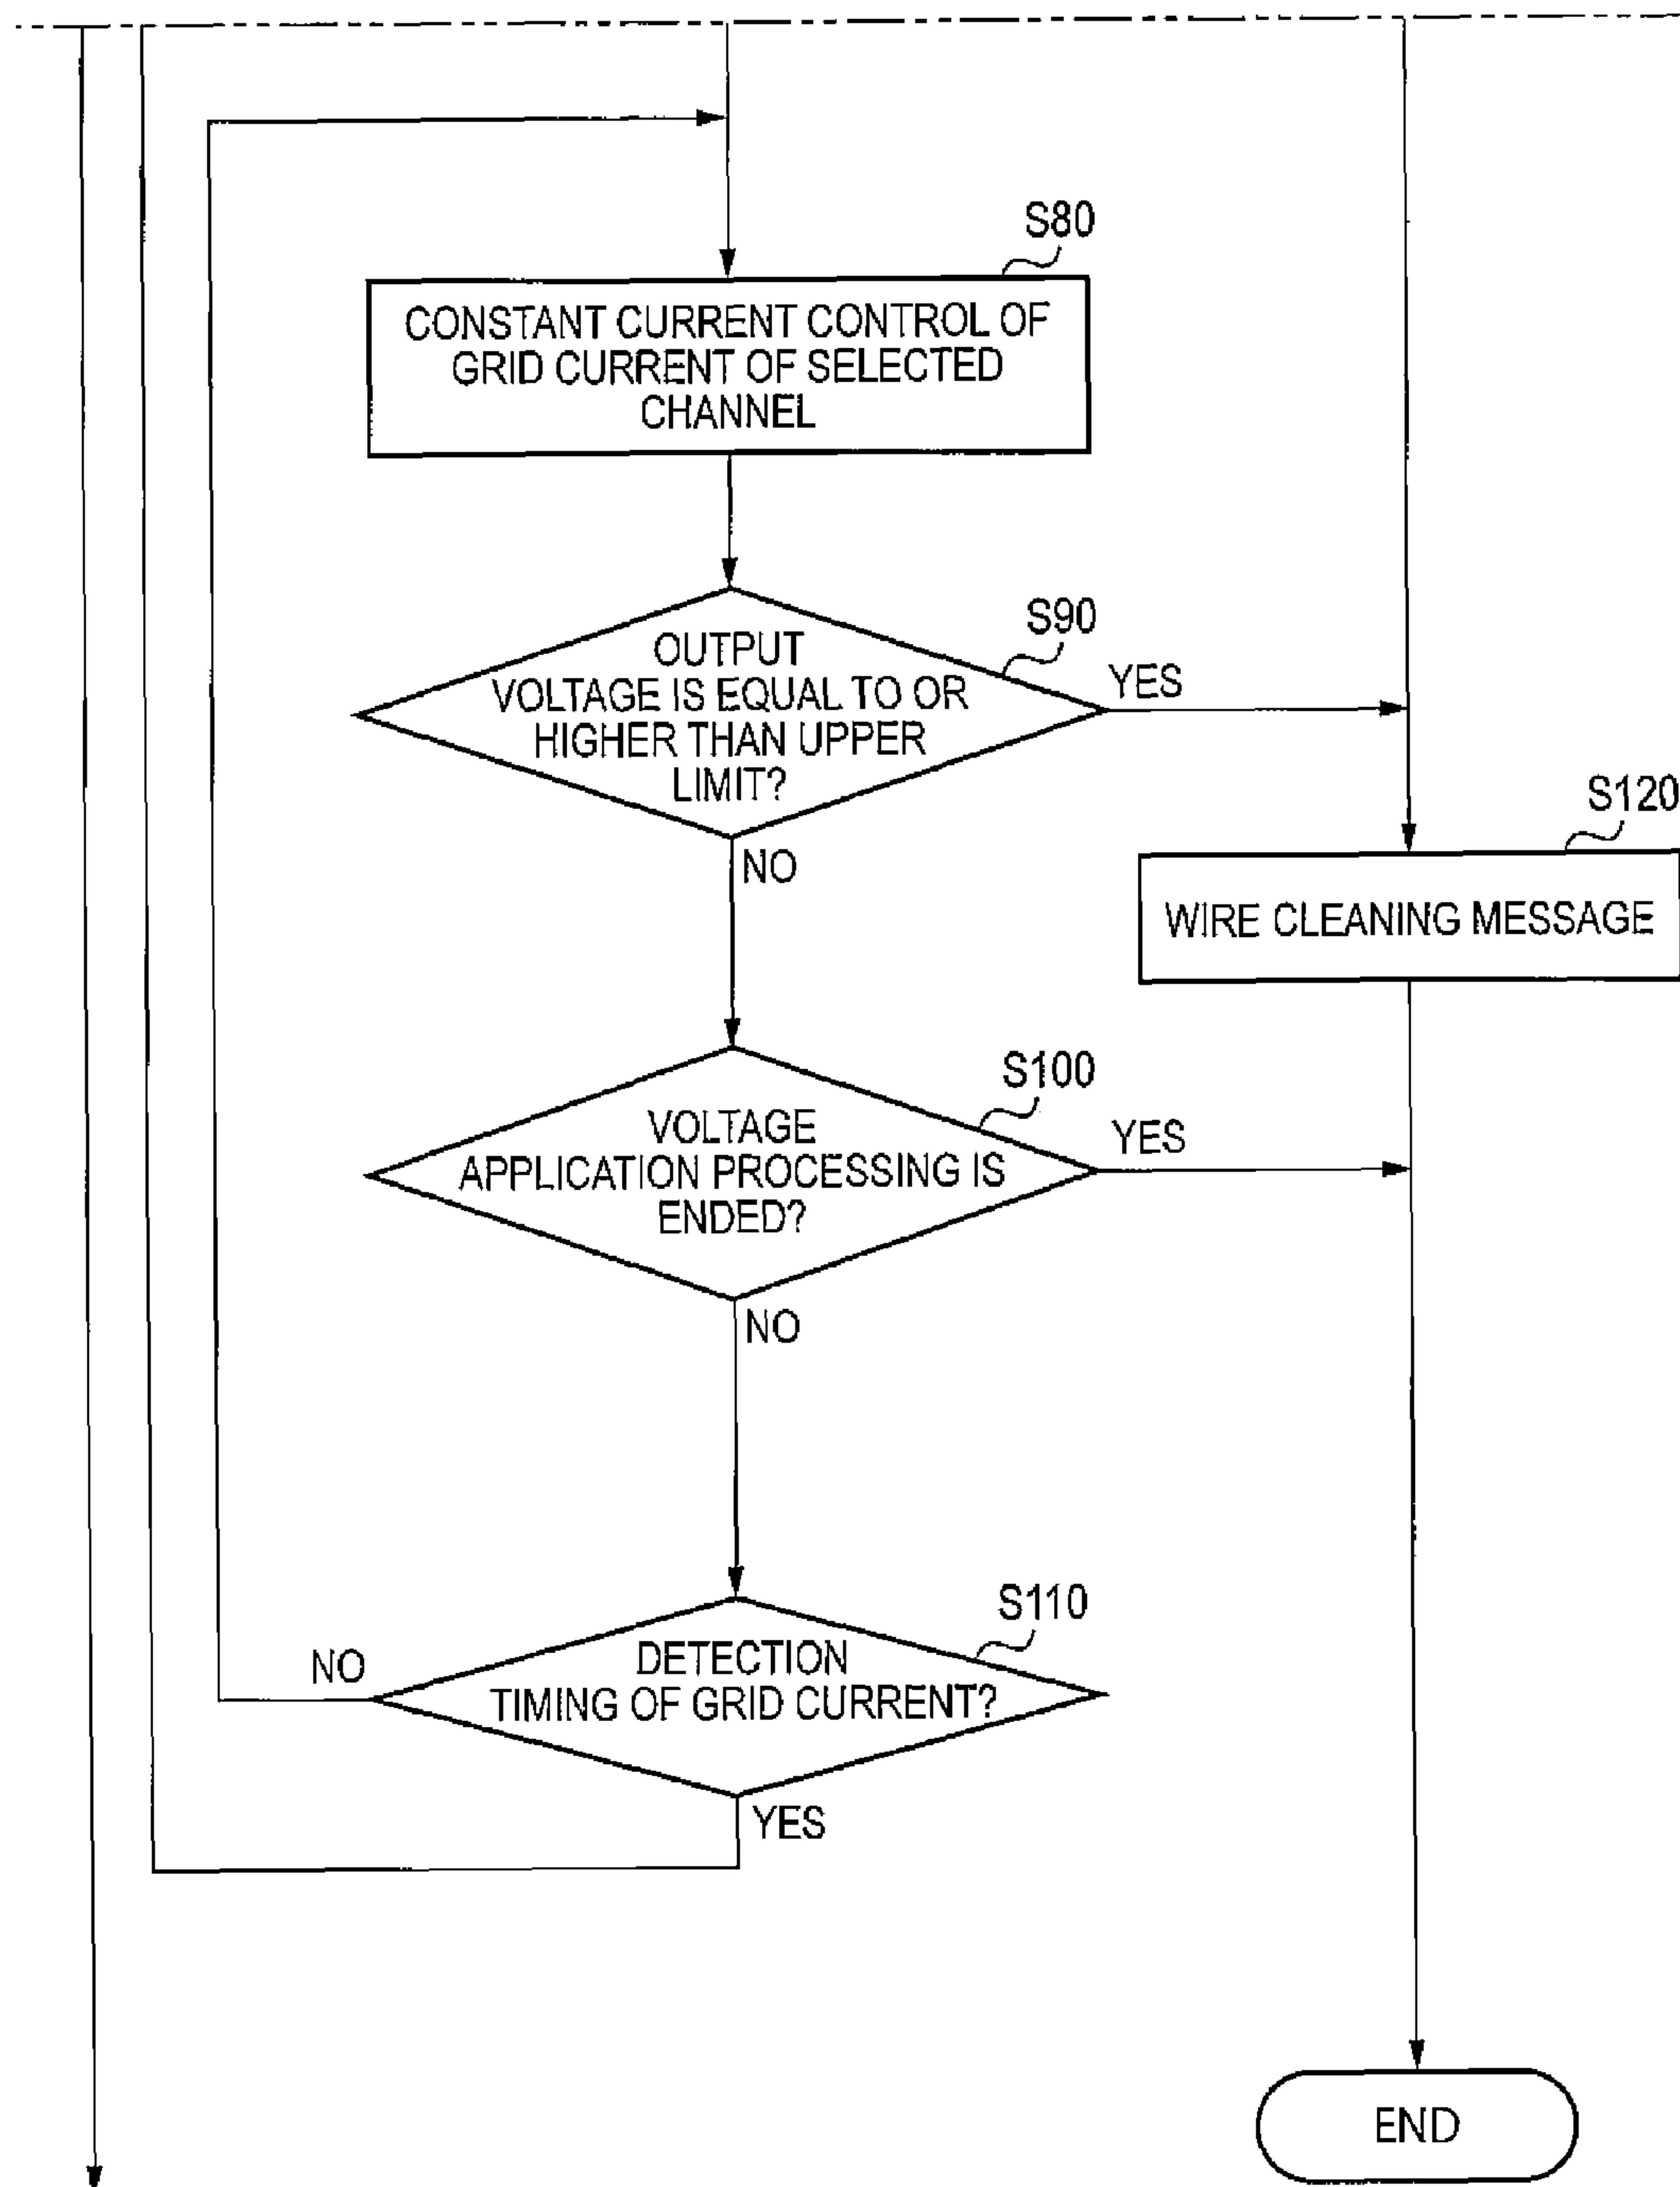 S80
CONSTANT CURRENT CONTROL OF
GRID CURRENT OF SELECTED
CHANNEL
S90
OUTPUT
VOLTAGE IS EQUAL TO OR
HIGHER THAN UPPER
LIMIT?
YES
NO
S120
WIRE CLEANING MESSAGE
S100
VOLTAGE
APPLICATION PROCESSING IS
ENDED?
YES
NO
S110
DETECTION
TIMING OF GRID CURRENT?
NO
YES
END